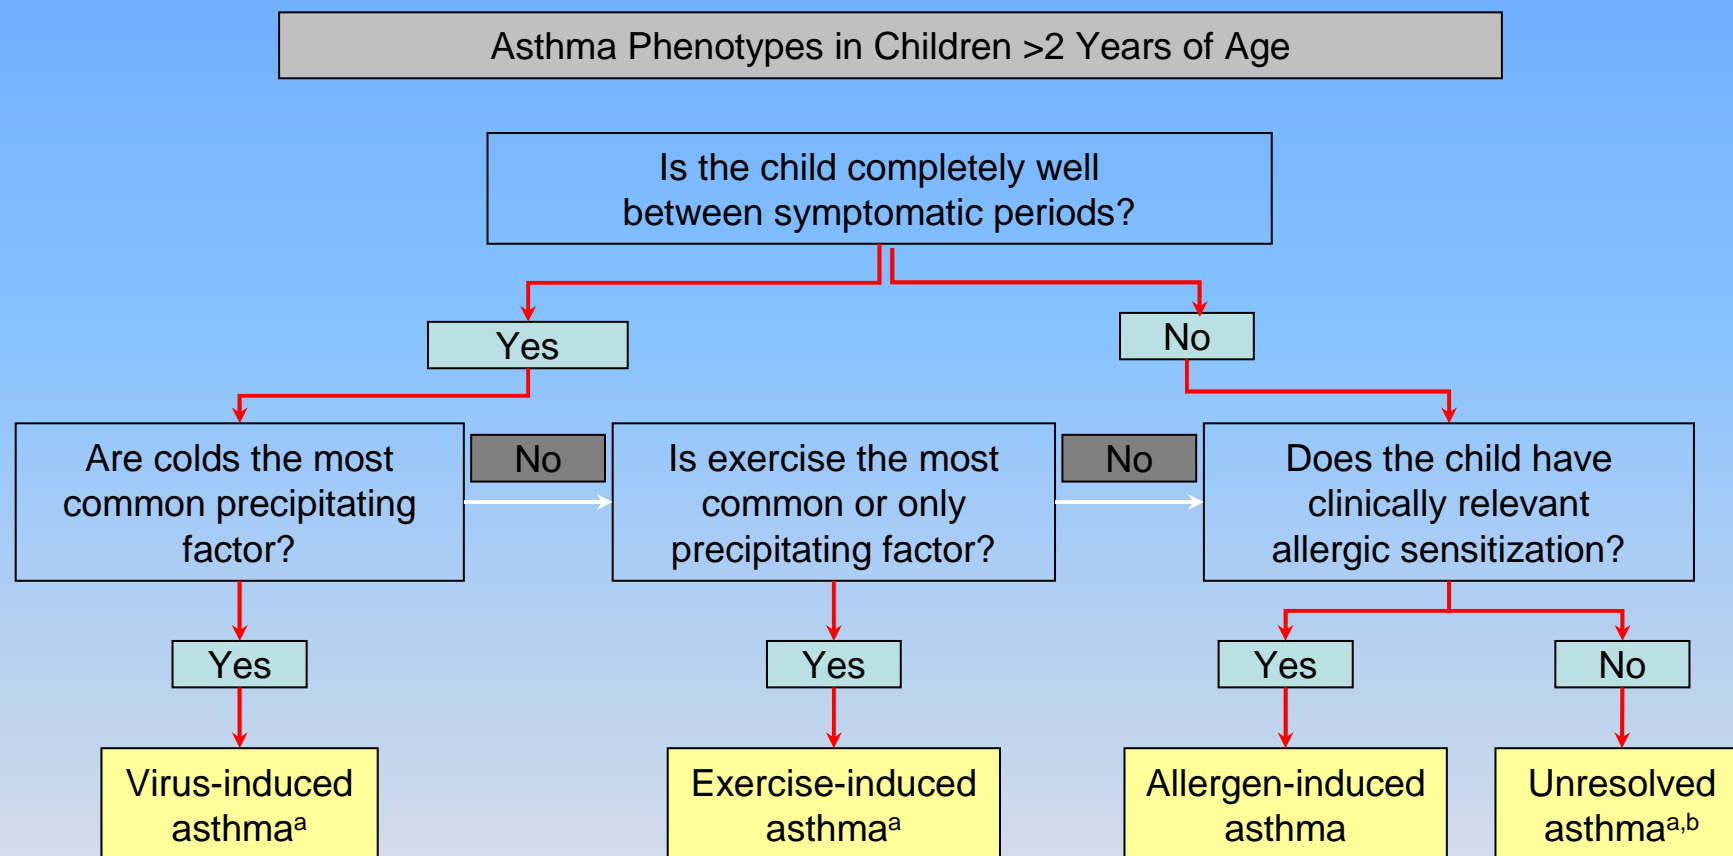 Asthma Phenotypes in Children >2 Years of Age
Is the child completely well
between symptomatic periods?
Yes
No
Are colds the most
common precipitating
factor?
No
Is exercise the most
common or only
precipitating factor?
No
Does the child have
clinically relevant
allergic sensitization?
Yes
Yes
Yes
No
Virus-induced
asthmaᵃ
Exercise-induced
asthmaᵃ
Allergen-induced
asthma
Unresolved
asthmaᵃ,ᵇ